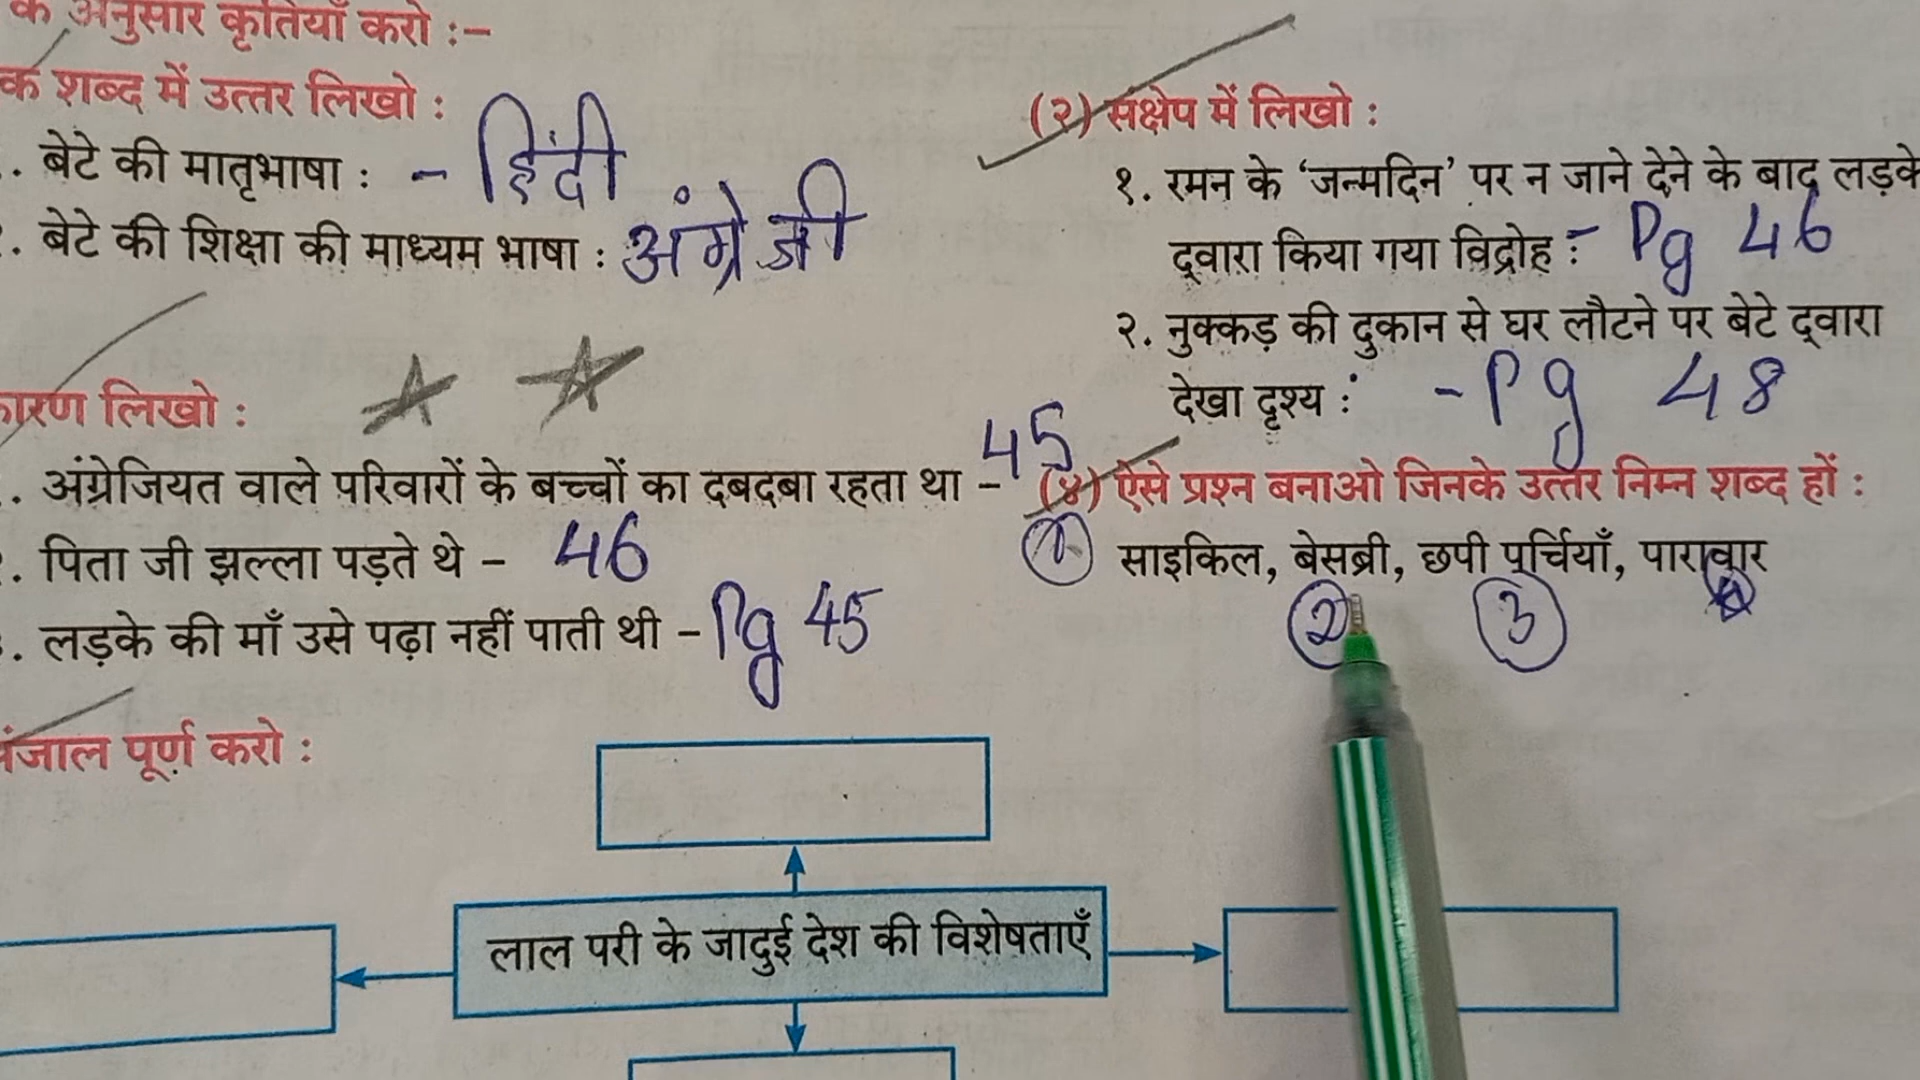 के अनुसार कृतियाँ करो :–
क शब्द में उत्तर लिखो :
. बेटे की मातृभाषा : - हिंदी
. बेटे की शिक्षा की माध्यम भाषा : अंग्रेजी
कारण लिखो :
. अंग्रेजियत वाले परिवारों के बच्चों का दबदबा रहता था – 45
. पिता जी झल्ला पड़ते थे – 46
. लड़के की माँ उसे पढ़ा नहीं पाती थी – Pg 45
(२) संक्षेप में लिखो :
१. रमन के ‘जन्मदिन’ पर न जाने देने के बाद लड़के
द्वारा किया गया विद्रोह :- Pg 46
२. नुक्कड़ की दुकान से घर लौटने पर बेटे द्वारा
देखा दृश्य : - Pg 48
(४) ऐसे प्रश्न बनाओ जिनके उत्तर निम्न शब्द हों :
① साइकिल, बेसब्री, छपी पर्चियाँ, पारावार
② ③
जाल पूर्ण करो :
लाल परी के जादुई देश की विशेषताएँ